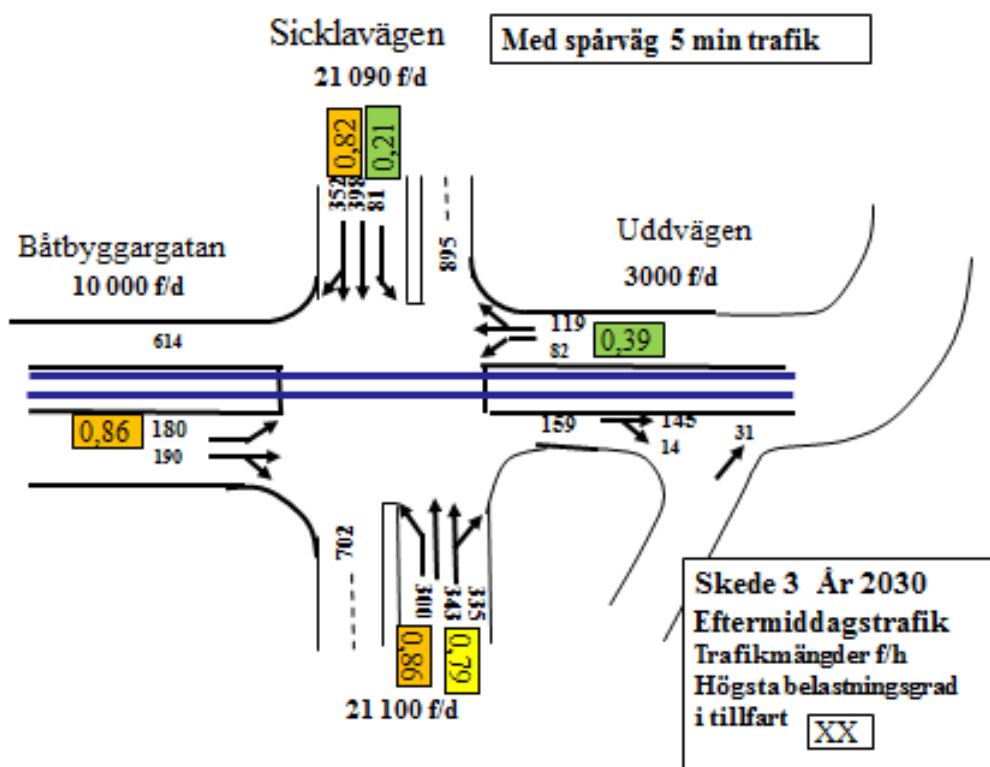 Sicklavägen
21 090 f/d
Med spårväg 5 min trafik
0,82
0,21
352
398
81
895
Båtbyggargatan
10 000 f/d
Uddvägen
3000 f/d
614
119
82
0,39
0,86
180
190
159
145
14
31
702
300
343
335
0,86
0,79
21 100 f/d
Skede 3 År 2030
Eftermiddagstrafik
Trafikmängder f/h
Högsta belastningsgrad
i tillfart
XX